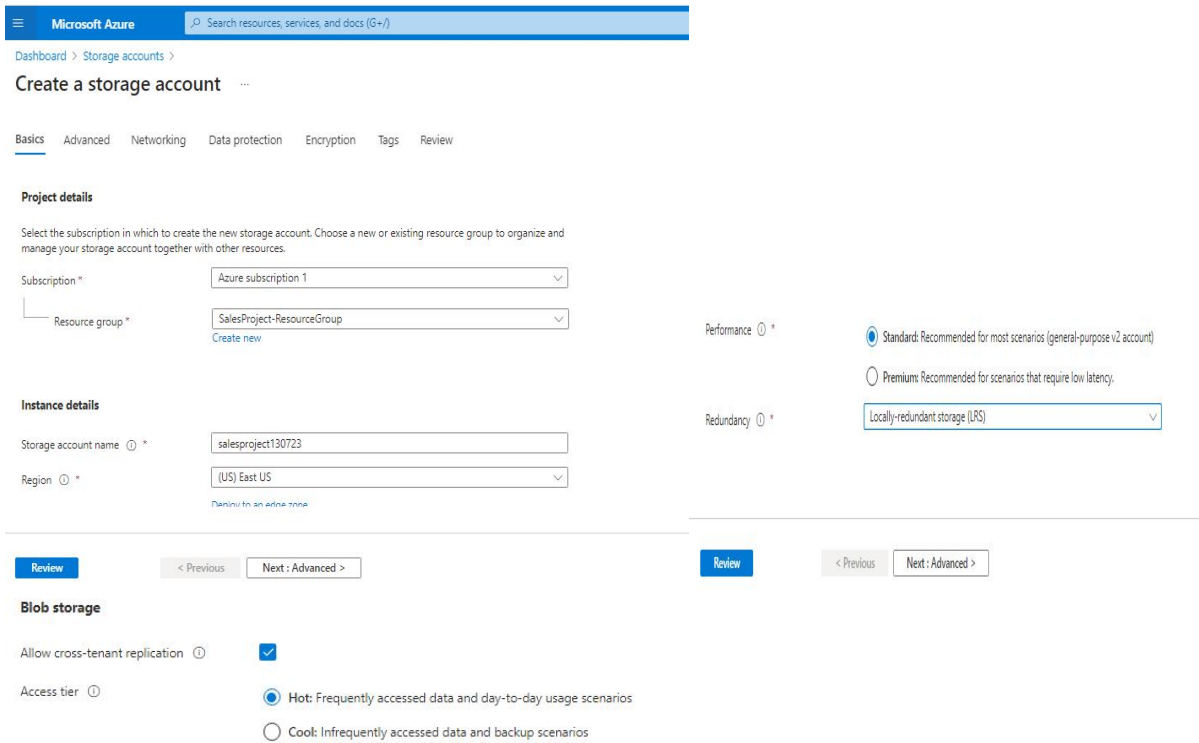 Microsoft Azure
Search resources, services, and docs (G+/)
Dashboard > Storage accounts >
Create a storage account ...
Basics Advanced Networking Data protection Encryption Tags Review
Project details
Select the subscription in which to create the new storage account. Choose a new or existing resource group to organize and
manage your storage account together with other resources.
Subscription * Azure subscription 1
Resource group * SalesProject-ResourceGroup
Create new
Instance details
Storage account name * salesproject130723
Region * (US) East US
Deploy to an edge zone
Review < Previous Next : Advanced >
Performance * Standard: Recommended for most scenarios (general-purpose v2 account)
Premium: Recommended for scenarios that require low latency.
Redundancy * Locally-redundant storage (LRS)
Review < Previous Next : Advanced >
Blob storage
Allow cross-tenant replication
Access tier Hot: Frequently accessed data and day-to-day usage scenarios
Cool: Infrequently accessed data and backup scenarios